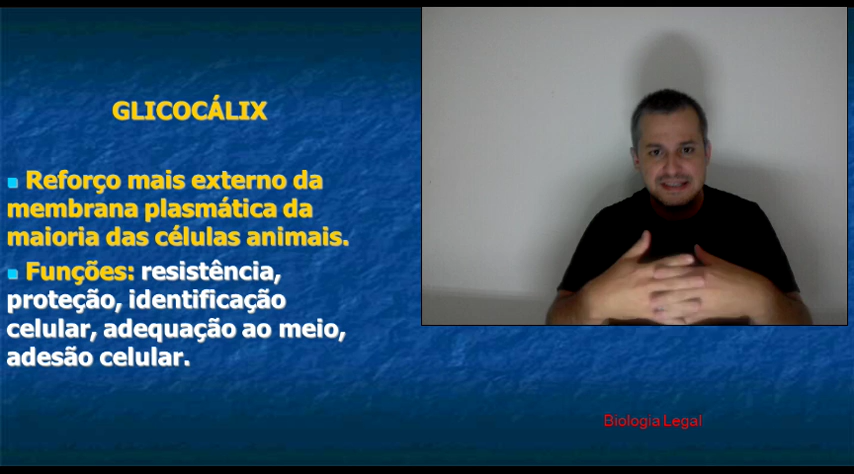 GLICOCÁLIX
Reforço mais externo da
membrana plasmática da
maioria das células animais.
Funções: resistência,
proteção, identificação
celular, adequação ao meio,
adesão celular.
Biologia Legal